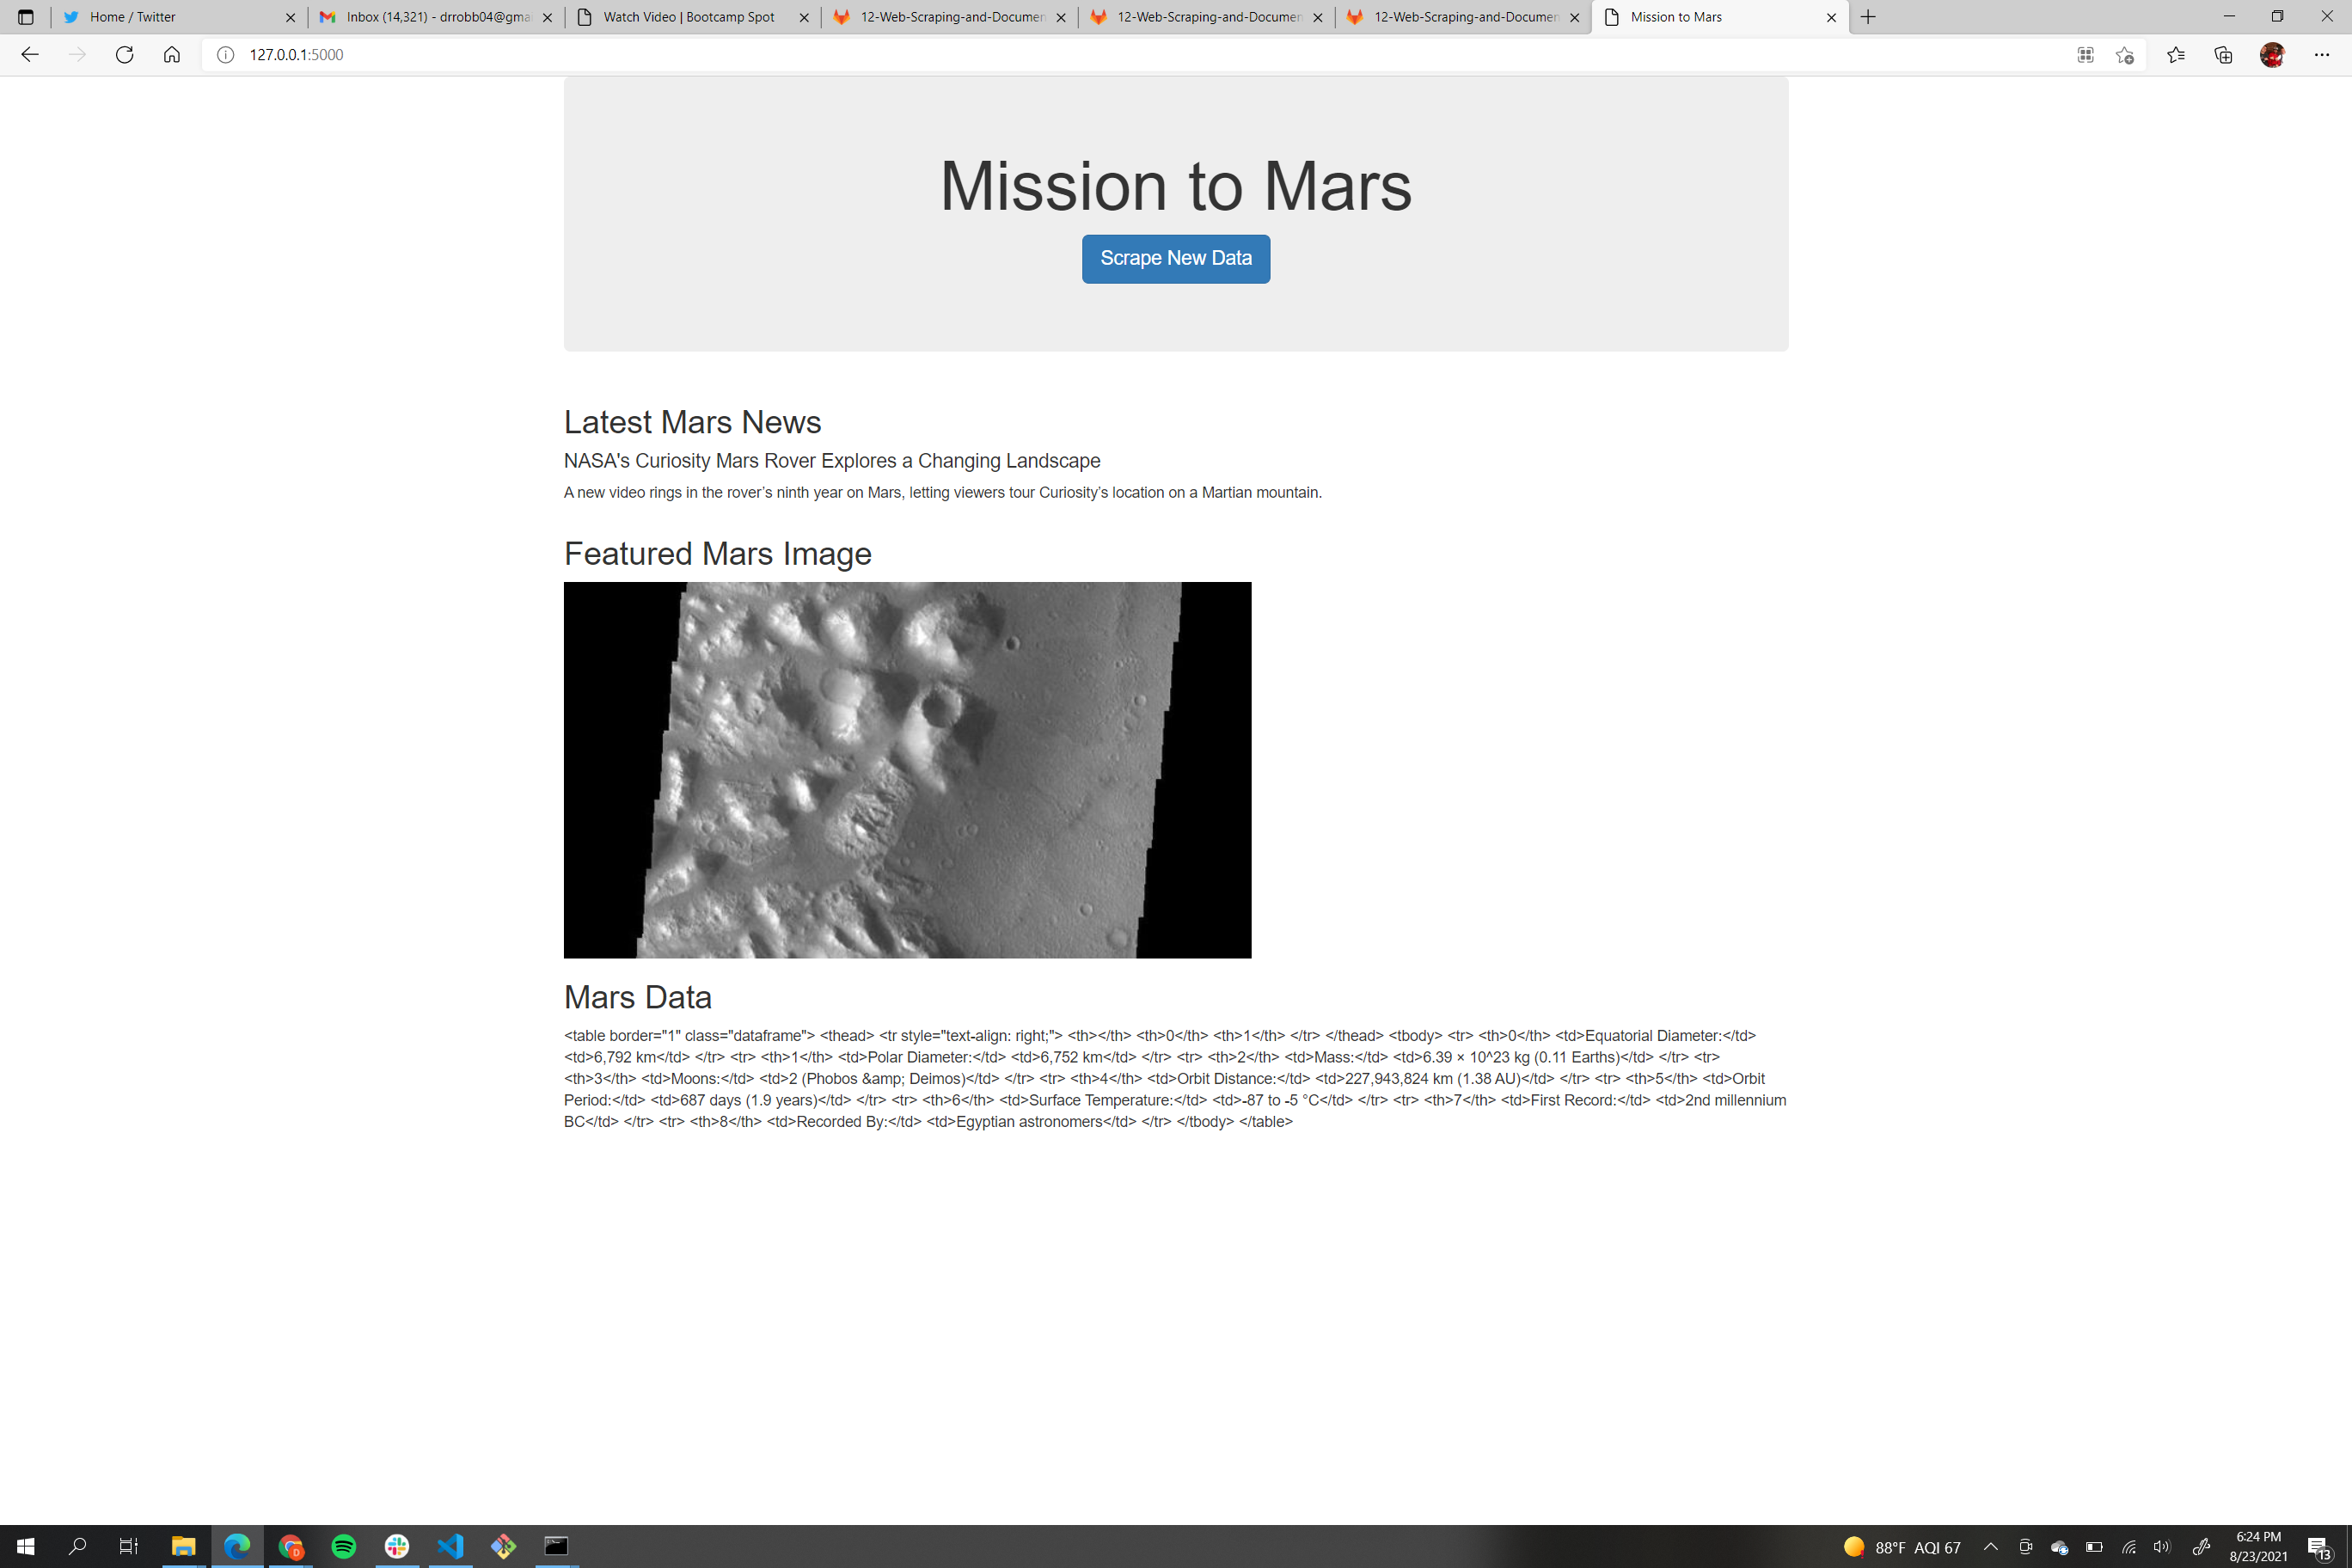 Home / Twitter
Inbox (14,321) - drrobb04@gmai
Watch Video | Bootcamp Spot
12-Web-Scraping-and-Documen
12-Web-Scraping-and-Documen
12-Web-Scraping-and-Documen
Mission to Mars
127.0.0.1:5000
Mission to Mars
Scrape New Data
Latest Mars News
NASA's Curiosity Mars Rover Explores a Changing Landscape
A new video rings in the rover’s ninth year on Mars, letting viewers tour Curiosity’s location on a Martian mountain.
Featured Mars Image
Mars Data
<table border="1" class="dataframe"> <thead> <tr style="text-align: right;"> <th></th> <th>0</th> <th>1</th> </tr> </thead> <tbody> <tr> <th>0</th> <td>Equatorial Diameter:</td>
<td>6,792 km</td> </tr> <tr> <th>1</th> <td>Polar Diameter:</td> <td>6,752 km</td> </tr> <tr> <th>2</th> <td>Mass:</td> <td>6.39 × 10^23 kg (0.11 Earths)</td> </tr> <tr>
<th>3</th> <td>Moons:</td> <td>2 (Phobos &amp; Deimos)</td> </tr> <tr> <th>4</th> <td>Orbit Distance:</td> <td>227,943,824 km (1.38 AU)</td> </tr> <tr> <th>5</th> <td>Orbit
Period:</td> <td>687 days (1.9 years)</td> </tr> <tr> <th>6</th> <td>Surface Temperature:</td> <td>-87 to -5 °C</td> </tr> <tr> <th>7</th> <td>First Record:</td> <td>2nd millennium
BC</td> </tr> <tr> <th>8</th> <td>Recorded By:</td> <td>Egyptian astronomers</td> </tr> </tbody> </table>
88°F AQI 67
6:24 PM
8/23/2021
13